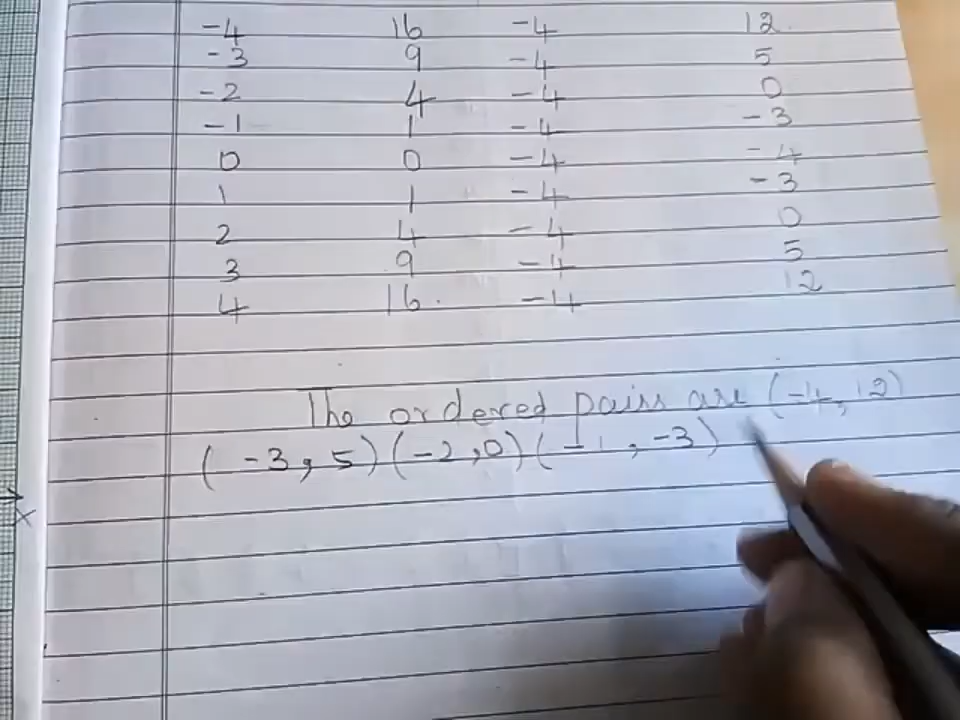 -4 16 -4 12
-3 9 -4 5
-2 4 -4 0
-1 1 -4 -3
0 0 -4 -4
1 1 -4 -3
2 4 -4 0
3 9 -4 5
4 16 -4 12
The ordered pairs are (-4, 12)
(-3, 5) (-2, 0) (-1, -3)
X